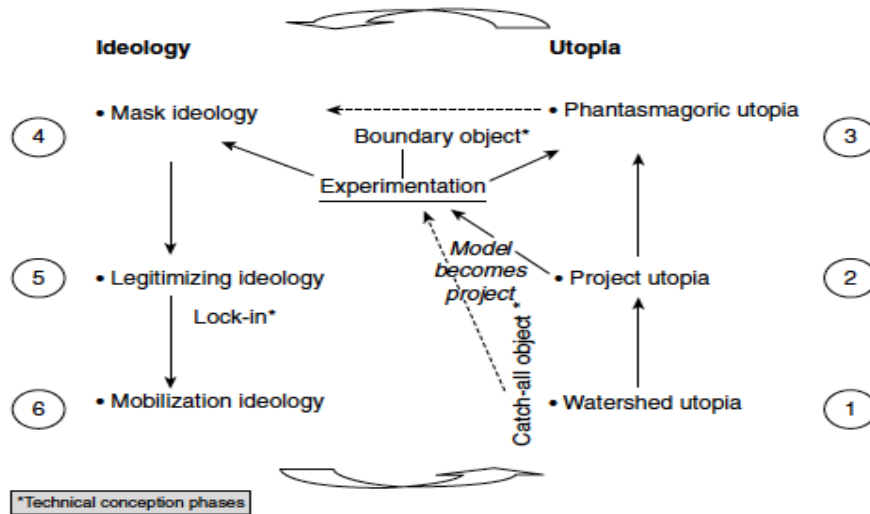 Ideology
Utopia
• Mask ideology
• Phantasmagoric utopia
4
3
Boundary object*
Experimentation
Model
becomes
project
5
• Legitimizing ideology
• Project utopia
2
Lock-in*
Catch-all object*
6
• Mobilization ideology
• Watershed utopia
1
*Technical conception phases